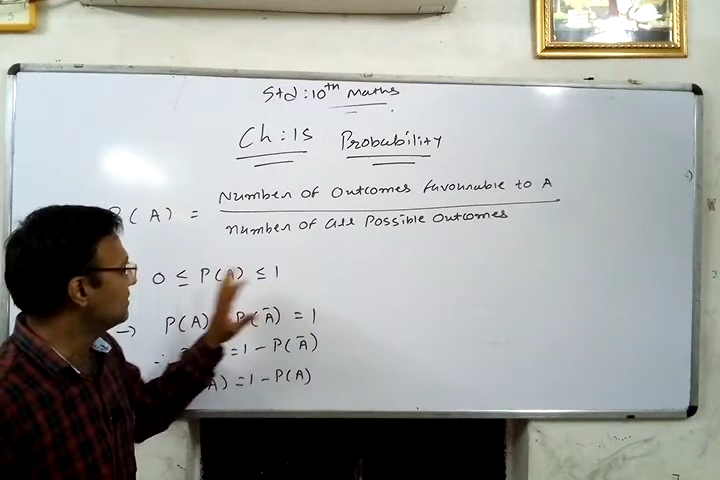 Std : 10th Maths
Ch : 15 Probability
P(A) = Number of Outcomes favourable to A
number of all Possible Outcomes
0 ≤ P(A) ≤ 1
→ P(A) P(Ā) = 1
∴ = 1 - P(Ā)
A) = 1 - P(A)